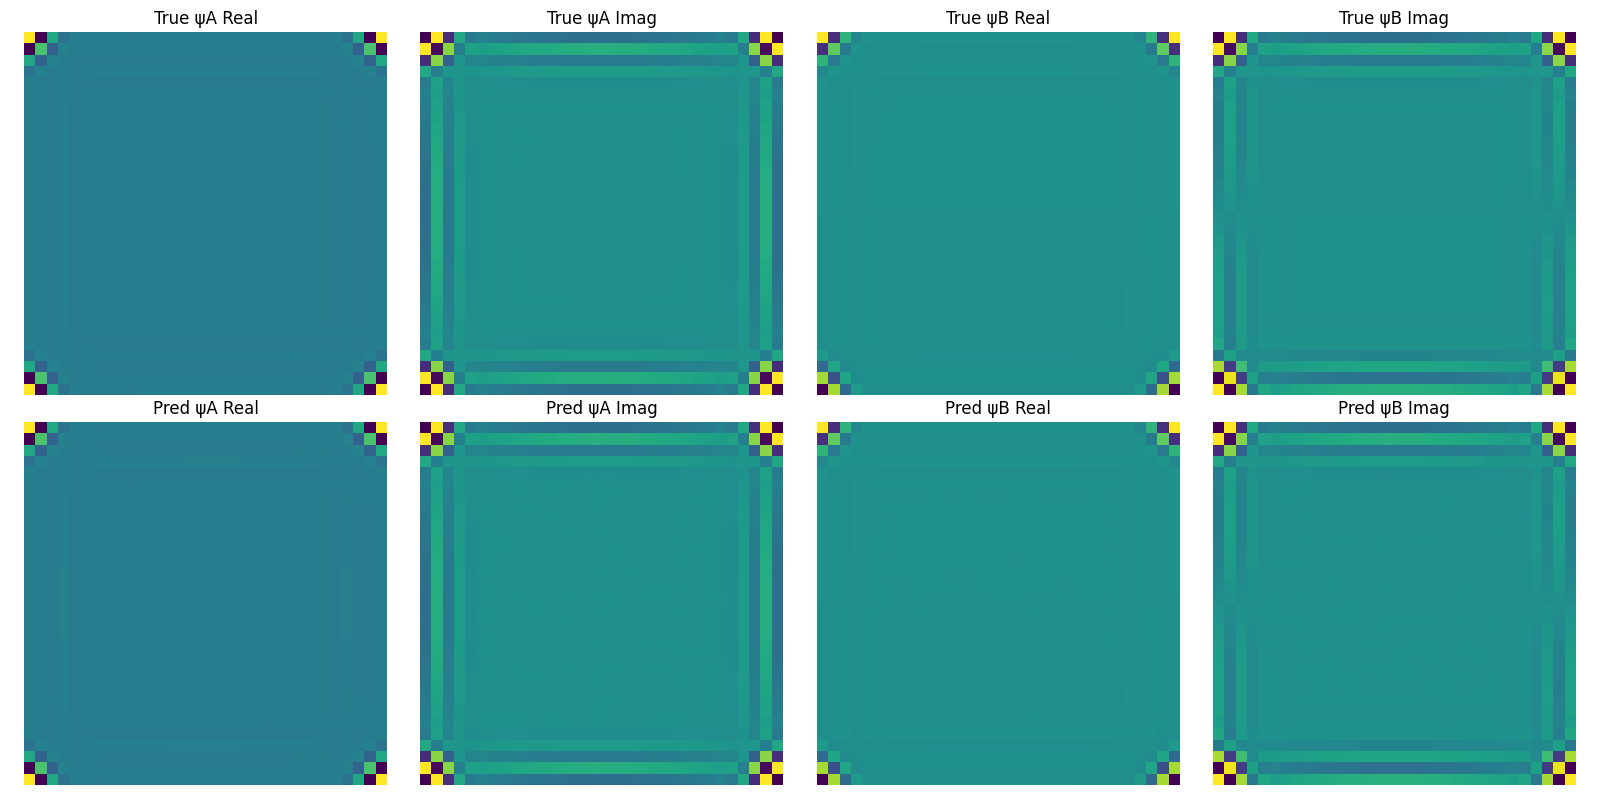 True ψA Real
True ψA Imag
True ψB Real
True ψB Imag
Pred ψA Real
Pred ψA Imag
Pred ψB Real
Pred ψB Imag